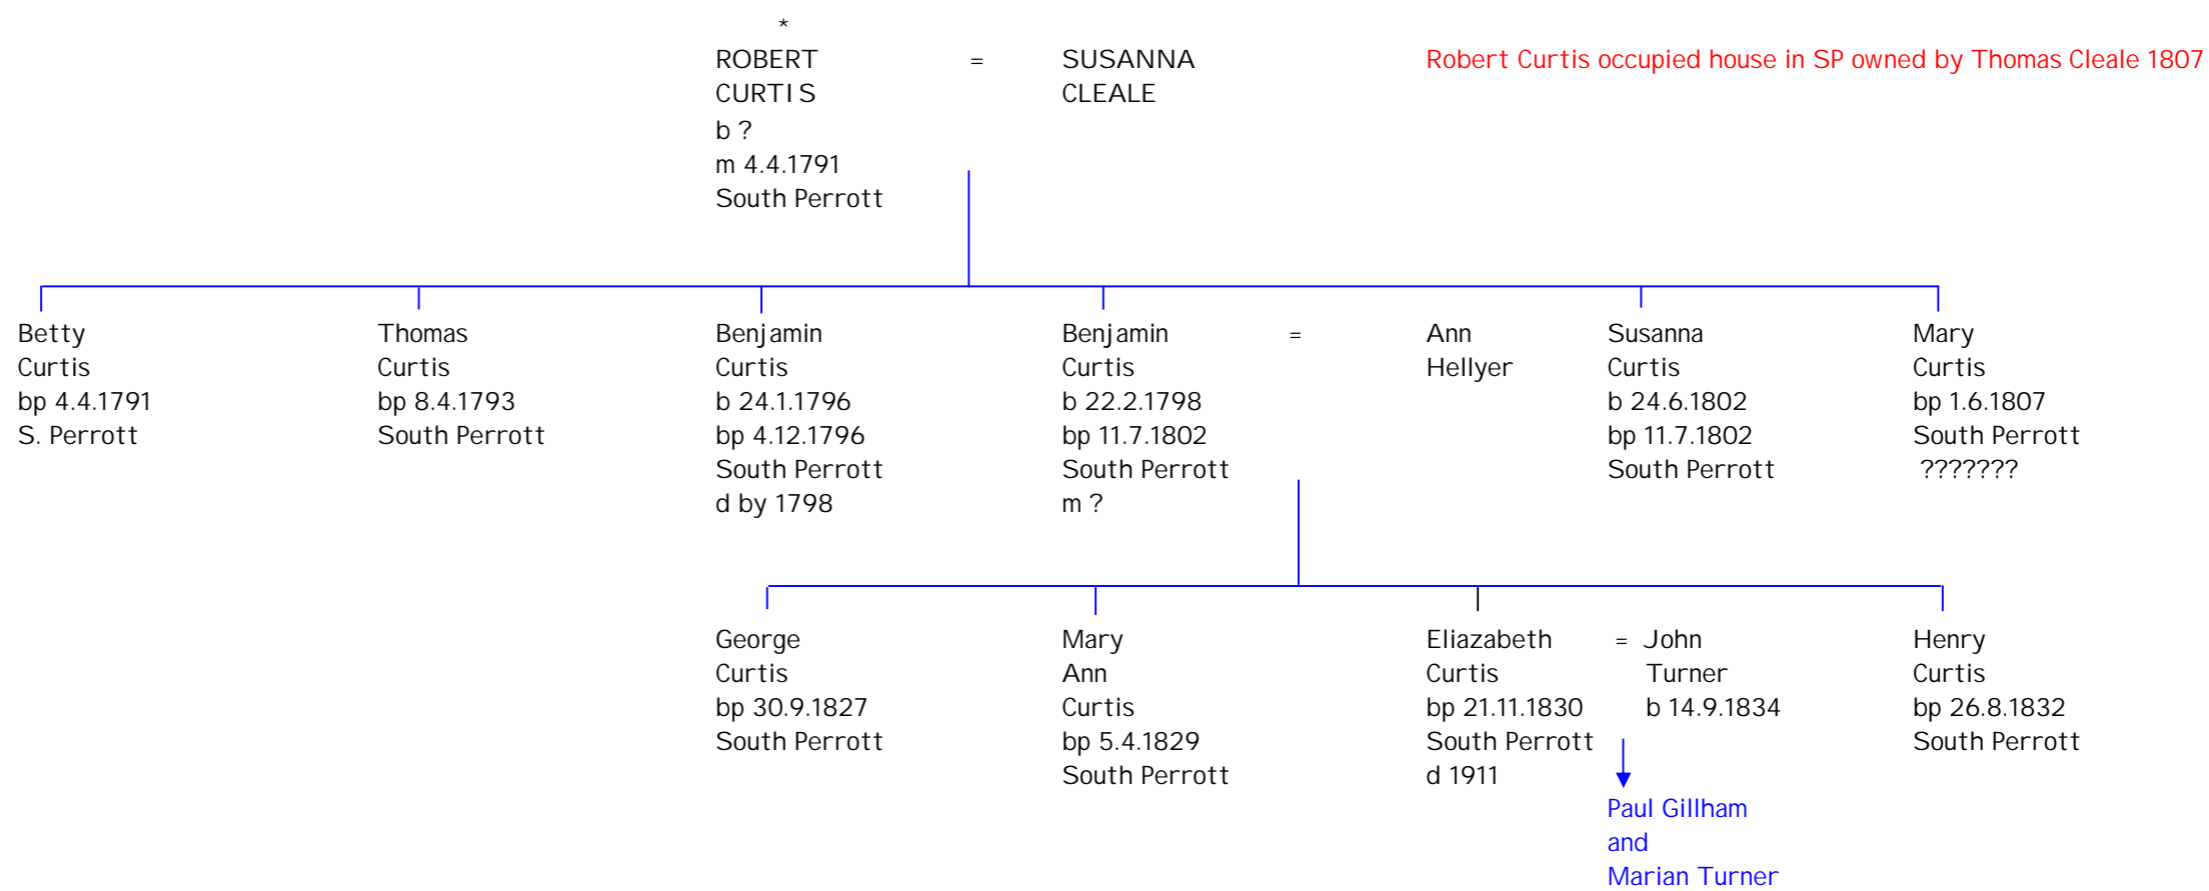 *
ROBERT = SUSANNA Robert Curtis occupied house in SP owned by Thomas Cleale 1807
CURTIS CLEALE
b ?
m 4.4.1791
South Perrott
Betty Thomas Benjamin Benjamin = Ann Susanna Mary
Curtis Curtis Curtis Curtis Hellyer Curtis Curtis
bp 4.4.1791 bp 8.4.1793 b 24.1.1796 b 22.2.1798 b 24.6.1802 bp 1.6.1807
S. Perrott South Perrott bp 4.12.1796 bp 11.7.1802 bp 11.7.1802 South Perrott
South Perrott South Perrott South Perrott ???????
d by 1798 m ?
George Mary Eliazabeth = John Henry
Curtis Ann Curtis Turner Curtis
bp 30.9.1827 Curtis bp 21.11.1830 b 14.9.1834 bp 26.8.1832
South Perrott bp 5.4.1829 South Perrott South Perrott
South Perrott d 1911
Paul Gillham
and
Marian Turner